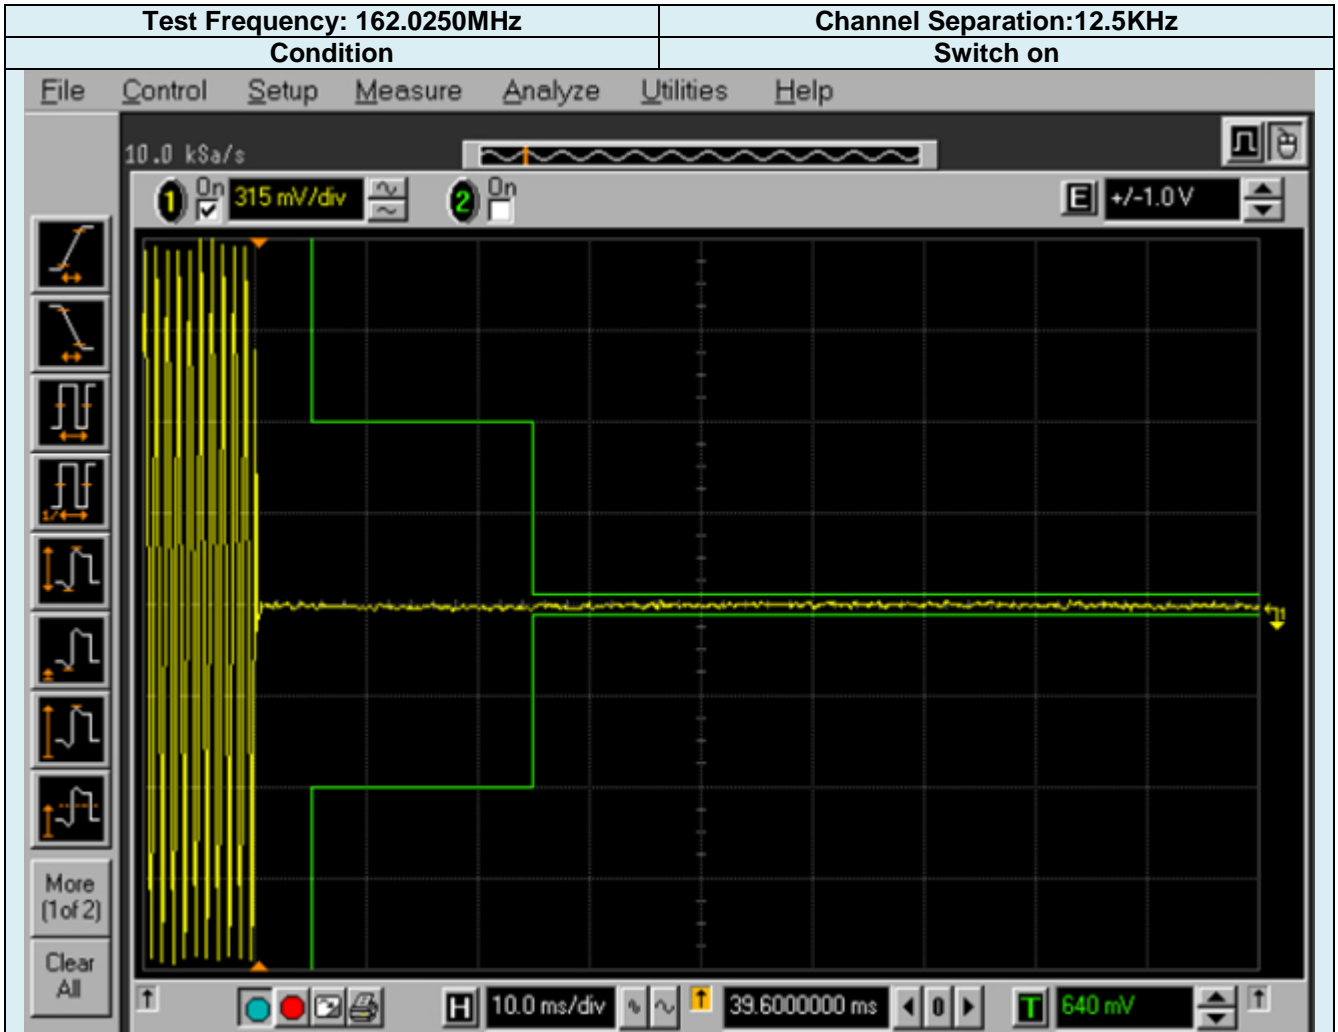 Test Frequency: 162.0250MHz Channel Separation:12.5KHz
Condition Switch on
File Control Setup Measure Analyze Utilities Help
10.0 kSa/s
1 On 315 mV/div 2 On E +/-1.0 V
1/
More
(1of 2)
Clear
All
H 10.0 ms/div 39.6000000 ms 0 T 640 mV